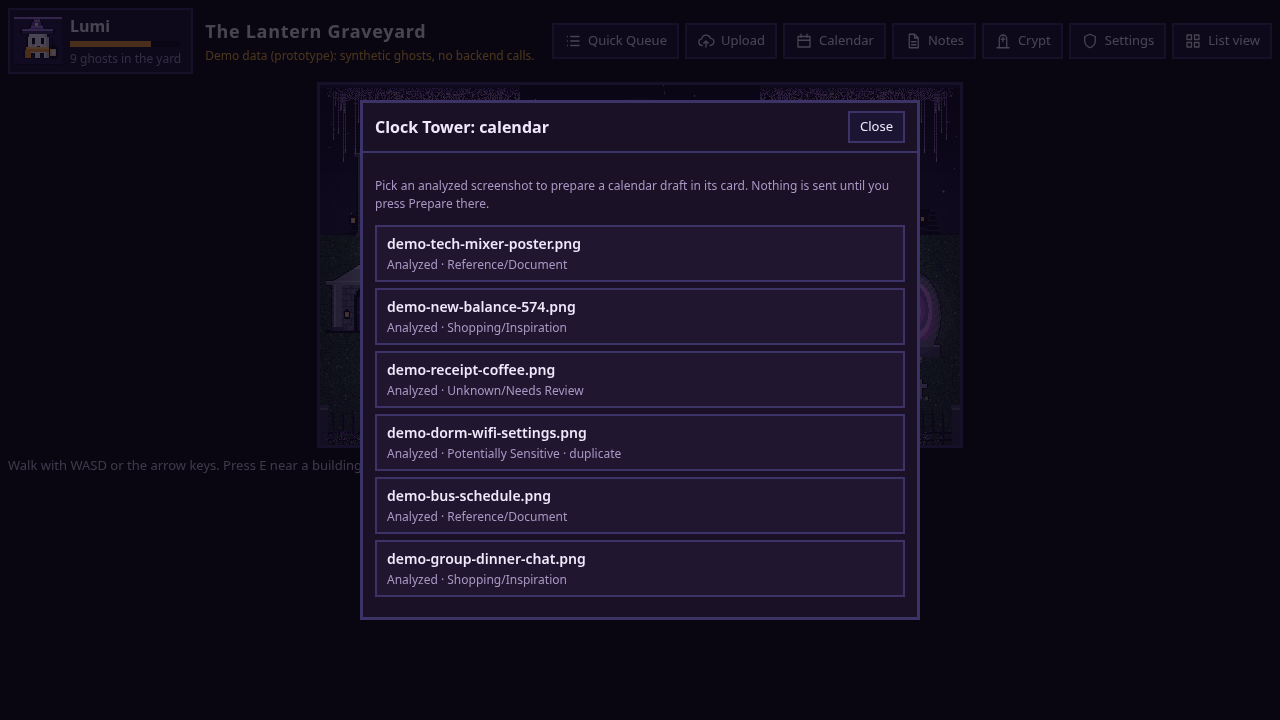 Lumi
9 ghosts in the yard
The Lantern Graveyard
Demo data (prototype): synthetic ghosts, no backend calls.
Quick Queue
Upload
Calendar
Notes
Crypt
Settings
List view
Clock Tower: calendar
Close
Pick an analyzed screenshot to prepare a calendar draft in its card. Nothing is sent until you
press Prepare there.
demo-tech-mixer-poster.png
Analyzed · Reference/Document
demo-new-balance-574.png
Analyzed · Shopping/Inspiration
demo-receipt-coffee.png
Analyzed · Unknown/Needs Review
demo-dorm-wifi-settings.png
Analyzed · Potentially Sensitive · duplicate
demo-bus-schedule.png
Analyzed · Reference/Document
demo-group-dinner-chat.png
Analyzed · Shopping/Inspiration
Walk with WASD or the arrow keys. Press E near a building